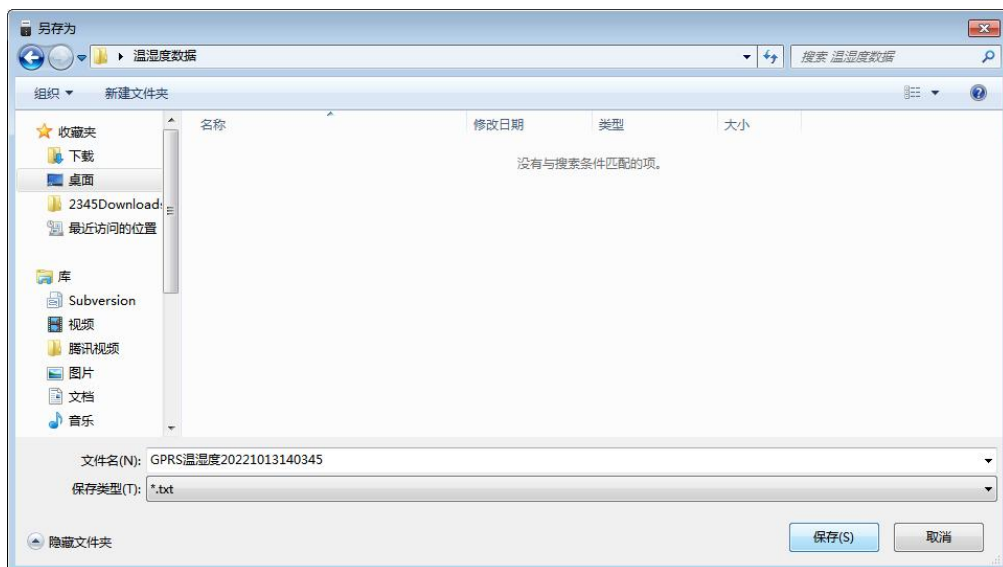 另存为
温湿度数据
搜索 温湿度数据
组织
新建文件夹
名称
修改日期
类型
大小
没有与搜索条件匹配的项。
收藏夹
下载
桌面
2345Download
最近访问的位置
库
Subversion
视频
腾讯视频
图片
文档
音乐
文件名(N):
GPRS温湿度20221013140345
保存类型(T):
*.txt
隐藏文件夹
保存(S)
取消